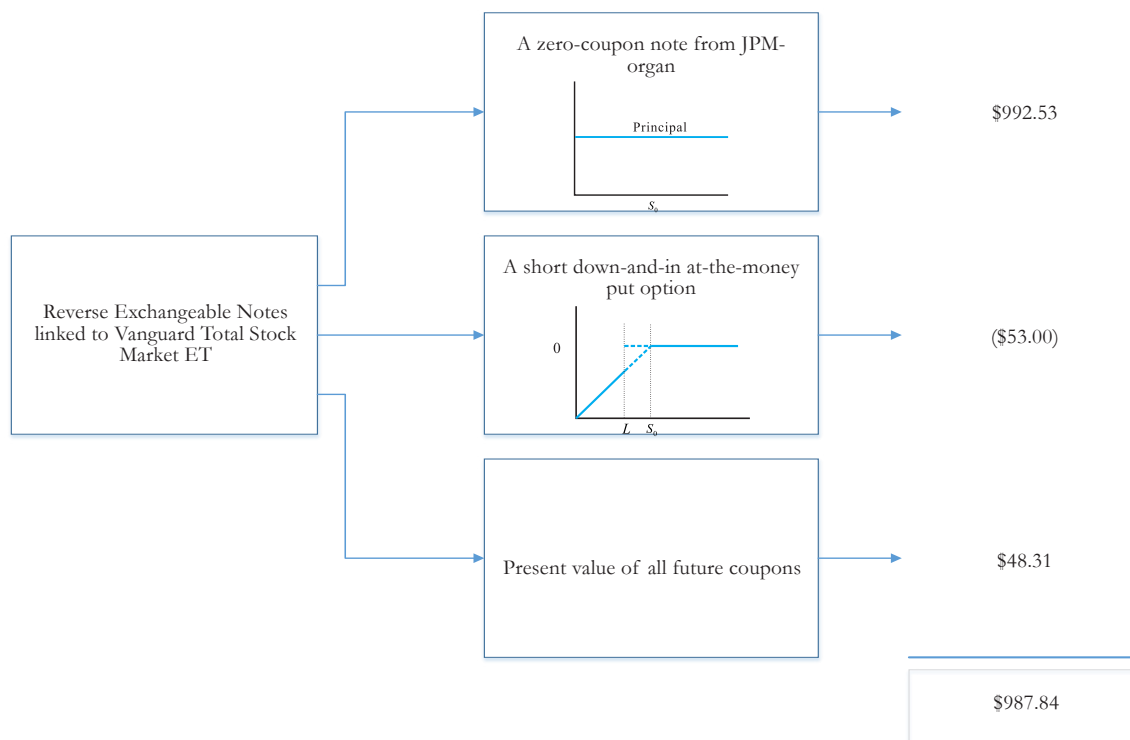 A zero-coupon note from JPM-
organ
Principal
S₀
$992.53
Reverse Exchangeable Notes
linked to Vanguard Total Stock
Market ET
A short down-and-in at-the-money
put option
0
L S₀
($53.00)
Present value of all future coupons
$48.31
$987.84